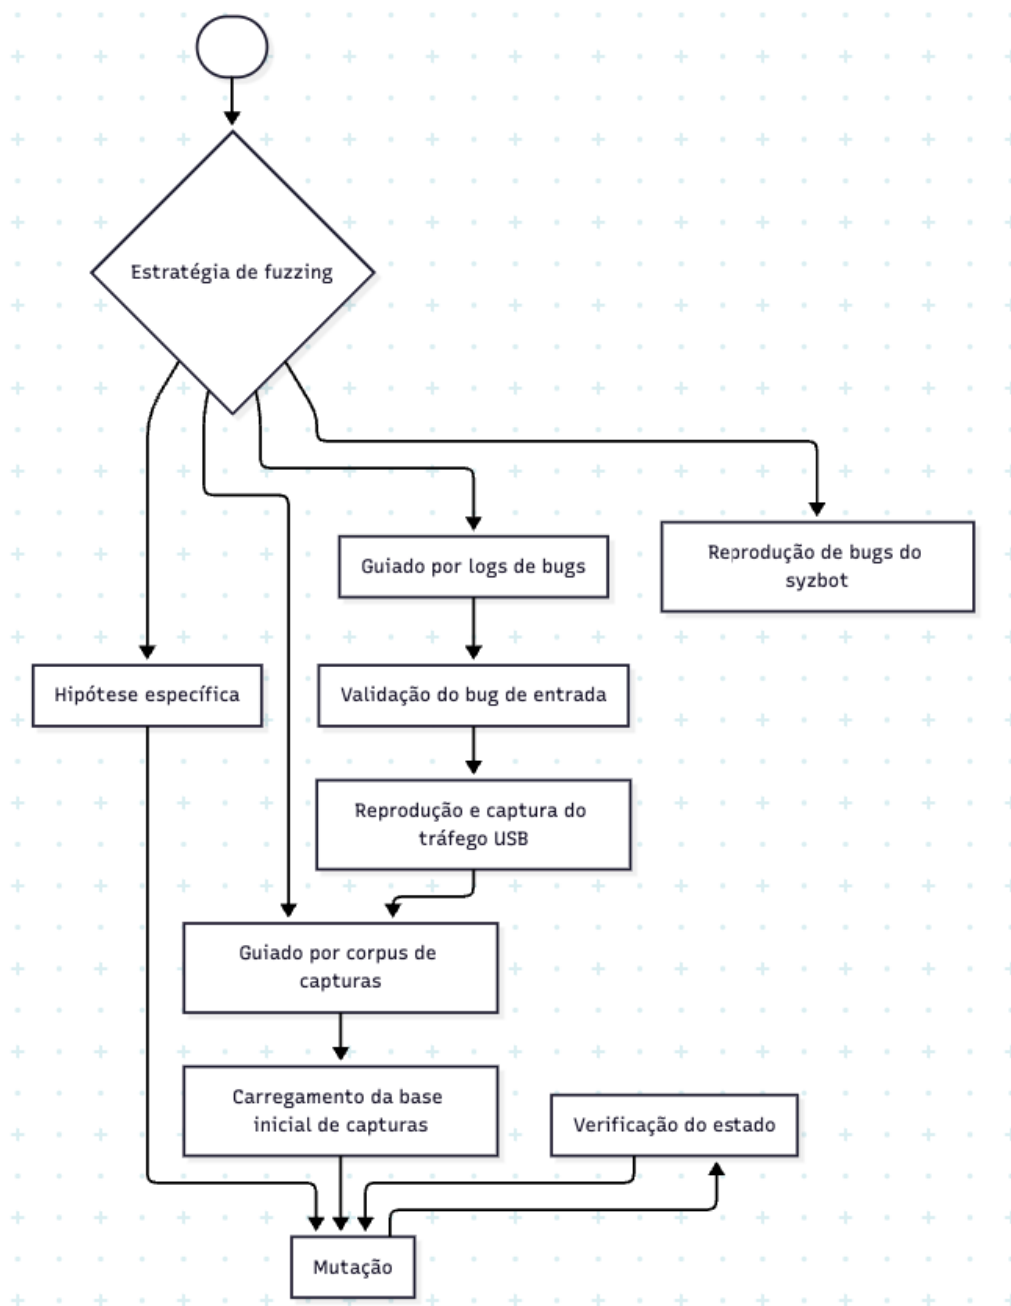 Estratégia de fuzzing
Guiado por logs de bugs
Reprodução de bugs do
syzbot
Hipótese específica
Validação do bug de entrada
Reprodução e captura do
tráfego USB
Guiado por corpus de
capturas
Carregamento da base
inicial de capturas
Verificação do estado
Mutação